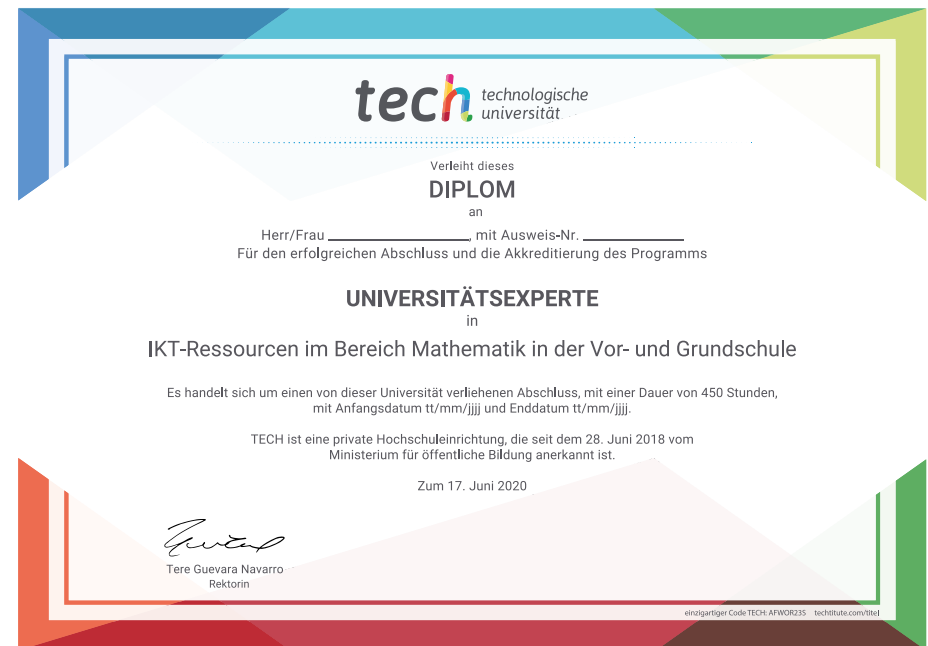 tech technologische
universität
Verleiht dieses
DIPLOM
an
Herr/Frau ____________________, mit Ausweis-Nr. ______________
Für den erfolgreichen Abschluss und die Akkreditierung des Programms
UNIVERSITÄTSEXPERTE
in
IKT-Ressourcen im Bereich Mathematik in der Vor- und Grundschule
Es handelt sich um einen von dieser Universität verliehenen Abschluss, mit einer Dauer von 450 Stunden,
mit Anfangsdatum tt/mm/jjjj und Enddatum tt/mm/jjjj.
TECH ist eine private Hochschuleinrichtung, die seit dem 28. Juni 2018 vom
Ministerium für öffentliche Bildung anerkannt ist.
Zum 17. Juni 2020
Tere Guevara Navarro
Rektorin
einzigartiger Code TECH: AFWOR235 techtitute.com/titel